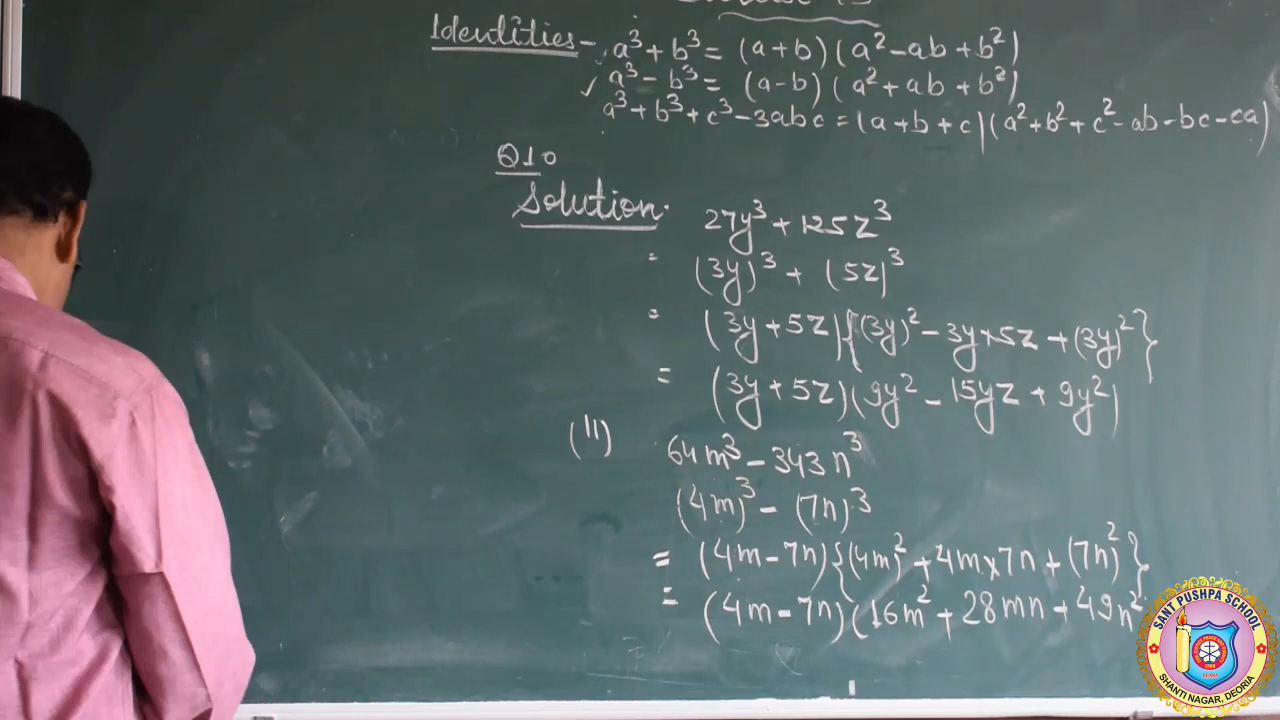 Identities - a³ + b³ = (a+b) (a² - ab + b²)
✓ a³ - b³ = (a-b) (a² + ab + b²)
a³ + b³ + c³ - 3abc = (a+b+c) (a² + b² + c² - ab - bc - ca)
Q10
Solution.
27y³ + 125z³
= (3y)³ + (5z)³
= (3y + 5z) {(3y)² - 3y×5z + (3y)²}
= (3y + 5z) (9y² - 15yz + 9y²)
(II) 64m³ - 343n³
(4m)³ - (7n)³
= (4m - 7n) {(4m)² + 4m×7n + (7n)²}
= (4m - 7n) (16m² + 28mn + 49n²
SANT PUSHPA SCHOOL
SHANTI NAGAR, DEORIA